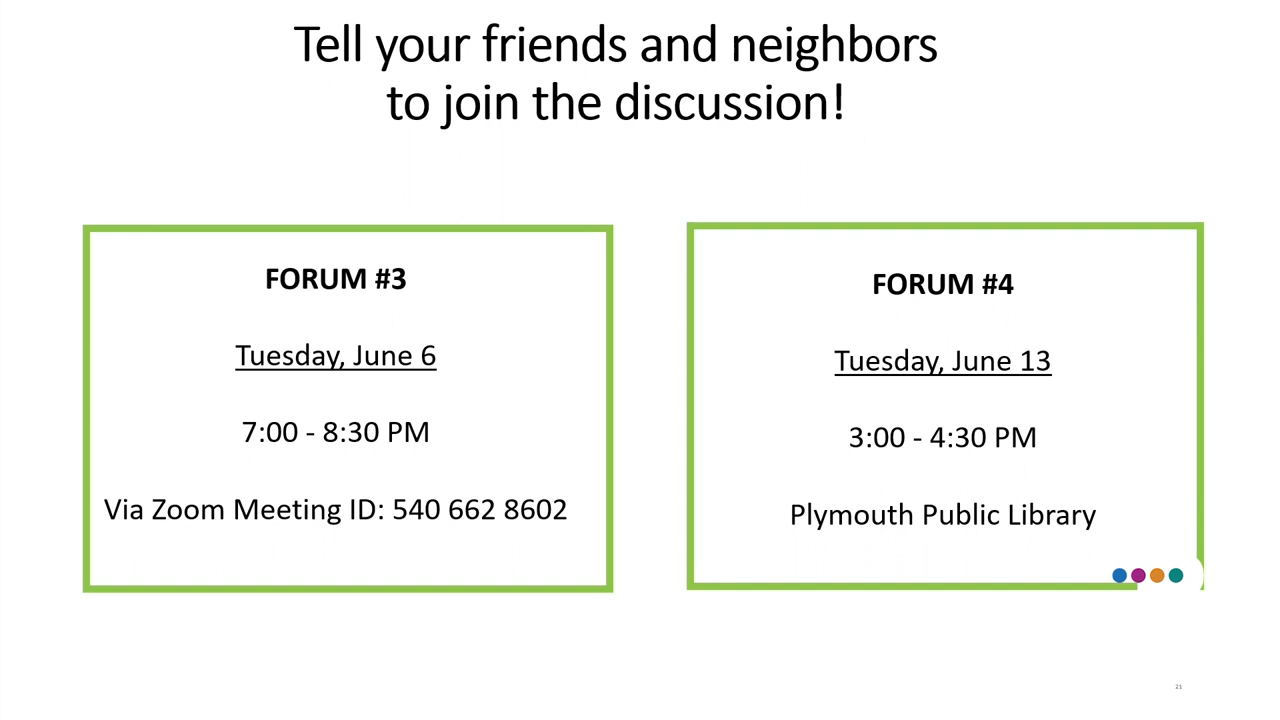 Tell your friends and neighbors
to join the discussion!
FORUM #3
Tuesday, June 6
7:00 - 8:30 PM
Via Zoom Meeting ID: 540 662 8602
FORUM #4
Tuesday, June 13
3:00 - 4:30 PM
Plymouth Public Library
21